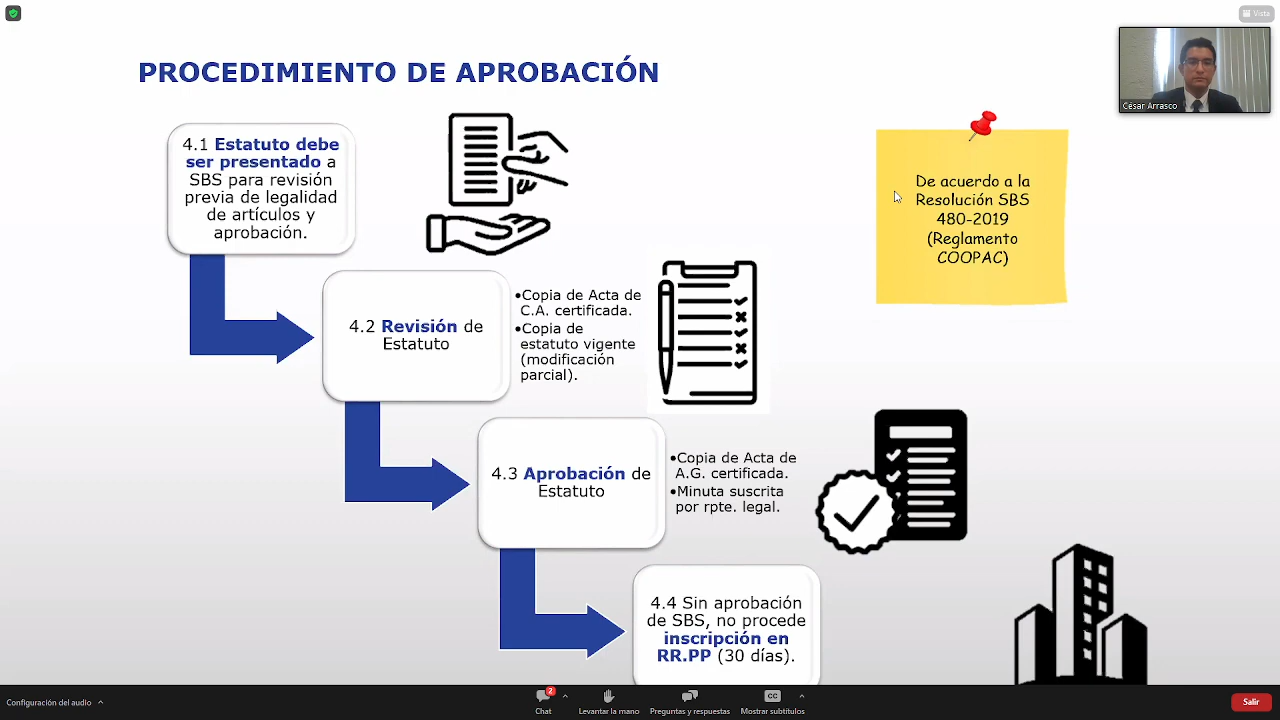 Vista
PROCEDIMIENTO DE APROBACIÓN
César Arrasco
4.1 Estatuto debe
ser presentado a
SBS para revisión
previa de legalidad
de artículos y
aprobación.
De acuerdo a la
Resolución SBS
480-2019
(Reglamento
COOPAC)
4.2 Revisión de
Estatuto
•Copia de Acta de
C.A. certificada.
•Copia de
estatuto vigente
(modificación
parcial).
4.3 Aprobación de
Estatuto
•Copia de Acta de
A.G. certificada.
•Minuta suscrita
por rpte. legal.
4.4 Sin aprobación
de SBS, no procede
inscripción en
RR.PP (30 días).
Configuración del audio
2
Chat
Levantar la mano
Preguntas y respuestas
CC
Mostrar subtítulos
Salir